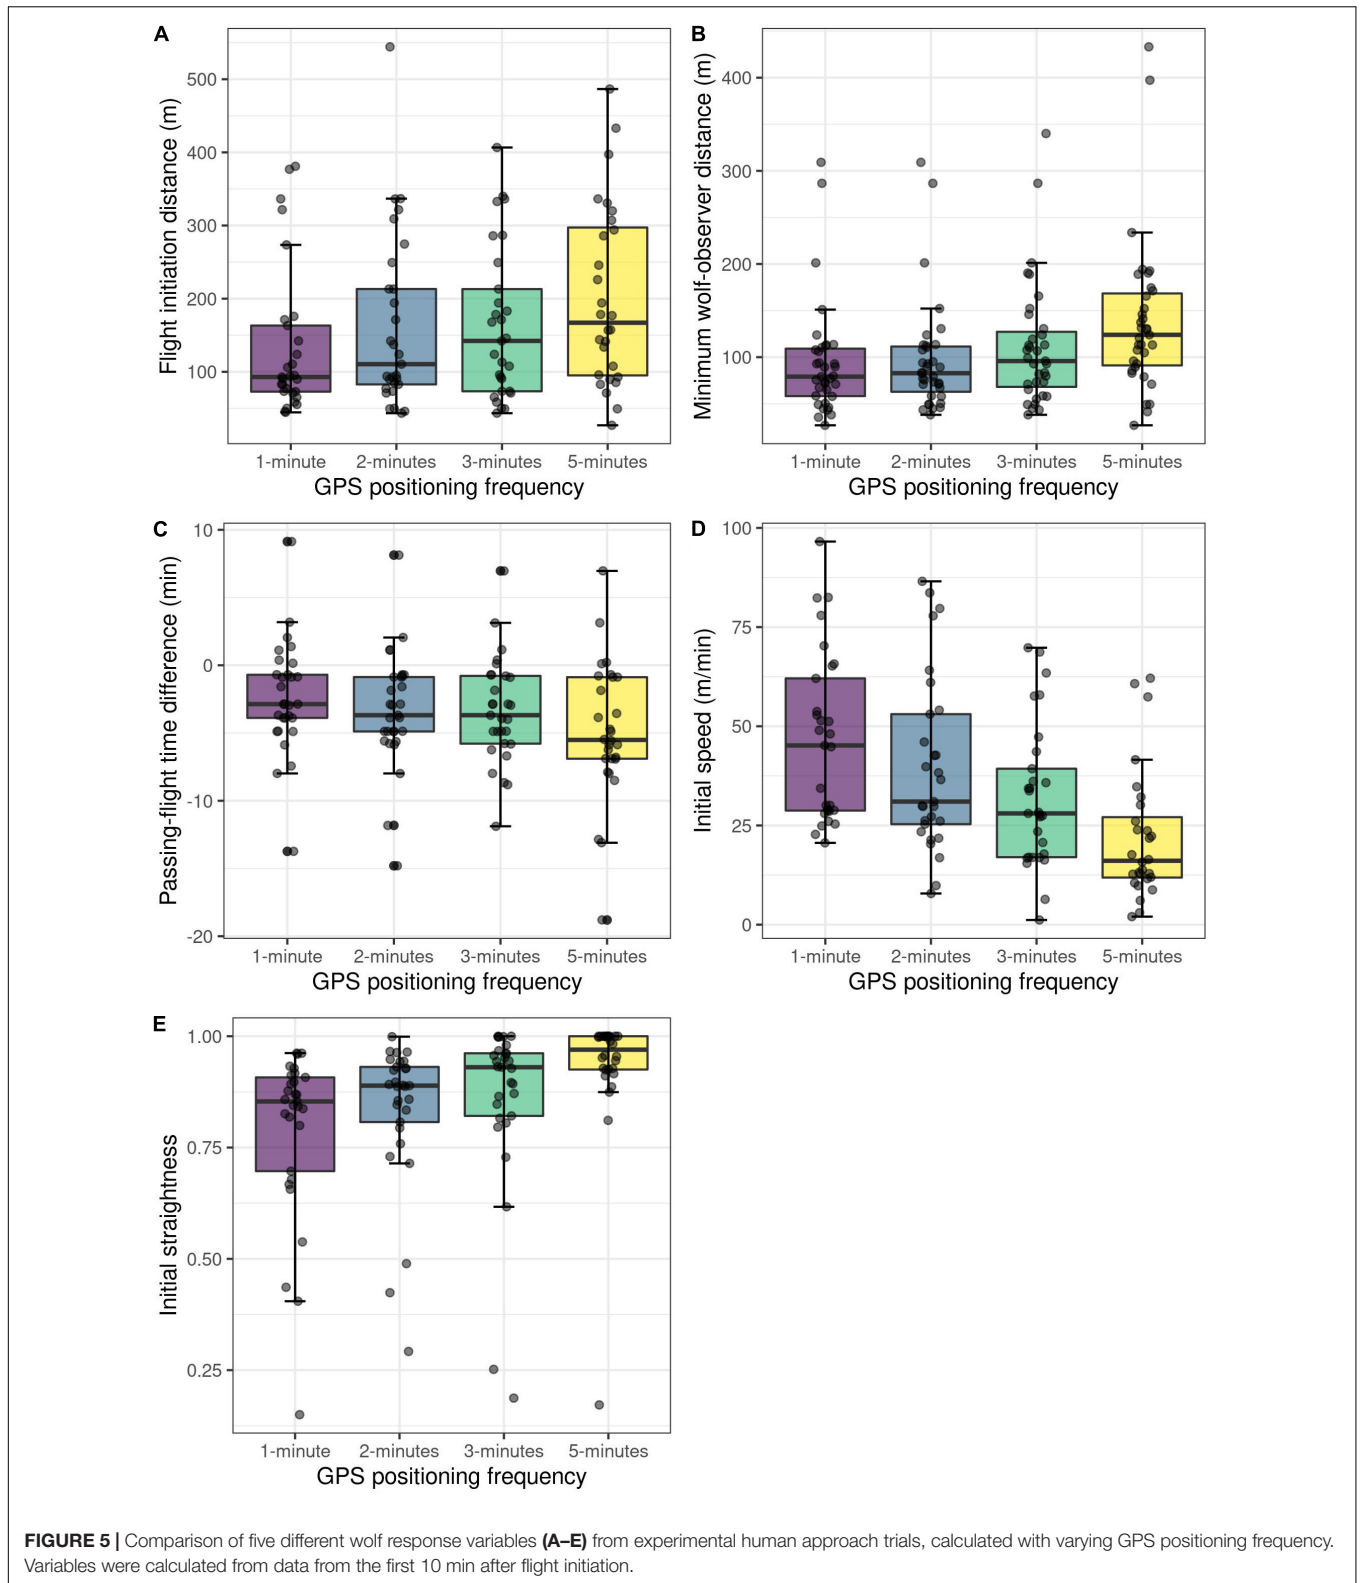 A
Flight initiation distance (m)
500
400
300
200
100
1-minute 2-minutes 3-minutes 5-minutes
GPS positioning frequency
B
Minimum wolf-observer distance (m)
400
300
200
100
1-minute 2-minutes 3-minutes 5-minutes
GPS positioning frequency
C
Passing-flight time difference (min)
10
0
-10
-20
1-minute 2-minutes 3-minutes 5-minutes
GPS positioning frequency
D
Initial speed (m/min)
100
75
50
25
0
1-minute 2-minutes 3-minutes 5-minutes
GPS positioning frequency
E
Initial straightness
1.00
0.75
0.50
0.25
1-minute 2-minutes 3-minutes 5-minutes
GPS positioning frequency
FIGURE 5 | Comparison of five different wolf response variables (A–E) from experimental human approach trials, calculated with varying GPS positioning frequency.
Variables were calculated from data from the first 10 min after flight initiation.